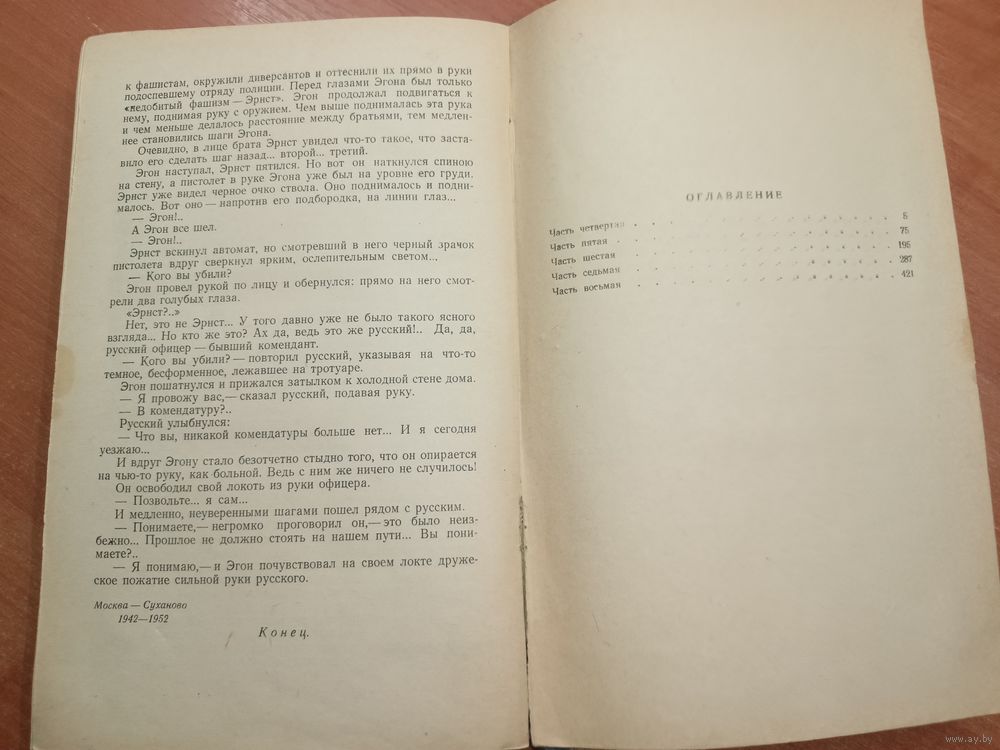 к фашистам, окружили диверсантов и оттеснили их прямо в руки
подоспевшему отряду полиции. Перед глазами Эгона был только
«недобитый фашизм — Эрнст». Эгон продолжал подвигаться к
нему, поднимая руку с оружием. Чем выше поднималась эта рука
и чем меньше делалось расстояние между братьями, тем медлен-
нее становились шаги Эгона.
Очевидно, в лице брата Эрнст увидел что-то такое, что заста-
вило его сделать шаг назад... второй... третий.
Эгон наступал, Эрнст пятился. Но вот он наткнулся спиною
на стену, а пистолет в руке Эгона уже был на уровне его груди.
Эрнст уже видел черное очко ствола. Оно поднималось и подни-
малось. Вот оно — напротив его подбородка, на линии глаз...
— Эгон!..
А Эгон все шел.
— Эгон!..
Эрнст вскинул автомат, но смотревший в него черный зрачок
пистолета вдруг сверкнул ярким, ослепительным светом...
— Кого вы убили?
Эгон провел рукой по лицу и обернулся: прямо на него смот-
рели два голубых глаза.
«Эрнст?..»
Нет, это не Эрнст... У того давно уже не было такого ясного
взгляда... Но кто же это? Ах да, ведь это же русский!.. Да, да,
русский офицер — бывший комендант.
— Кого вы убили? — повторил русский, указывая на что-то
темное, бесформенное, лежавшее на тротуаре.
Эгон пошатнулся и прижался затылком к холодной стене дома.
— Я провожу вас,— сказал русский, подавая руку.
— В комендатуру?..
Русский улыбнулся:
— Что вы, никакой комендатуры больше нет... И я сегодня
уезжаю...
И вдруг Эгону стало безотчетно стыдно того, что он опирается
на чью-то руку, как больной. Ведь с ним же ничего не случилось!
Он освободил свой локоть из руки офицера.
— Позвольте... я сам...
И медленно, неуверенными шагами пошел рядом с русским.
— Понимаете,— негромко проговорил он,— это было неиз-
бежно... Прошлое не должно стоять на нашем пути... Вы пони-
маете?..
— Я понимаю,— и Эгон почувствовал на своем локте друже-
ское пожатие сильной руки русского.
Москва — Суханово
1942—1952
Конец.
ОГЛАВЛЕНИЕ
Часть четвертая . . . . . . . . . . . . 5
Часть пятая . . . . . . . . . . . . 75
Часть шестая . . . . . . . . . . . . 195
Часть седьмая . . . . . . . . . . . . 287
Часть восьмая . . . . . . . . . . . . 421
www.ay.by